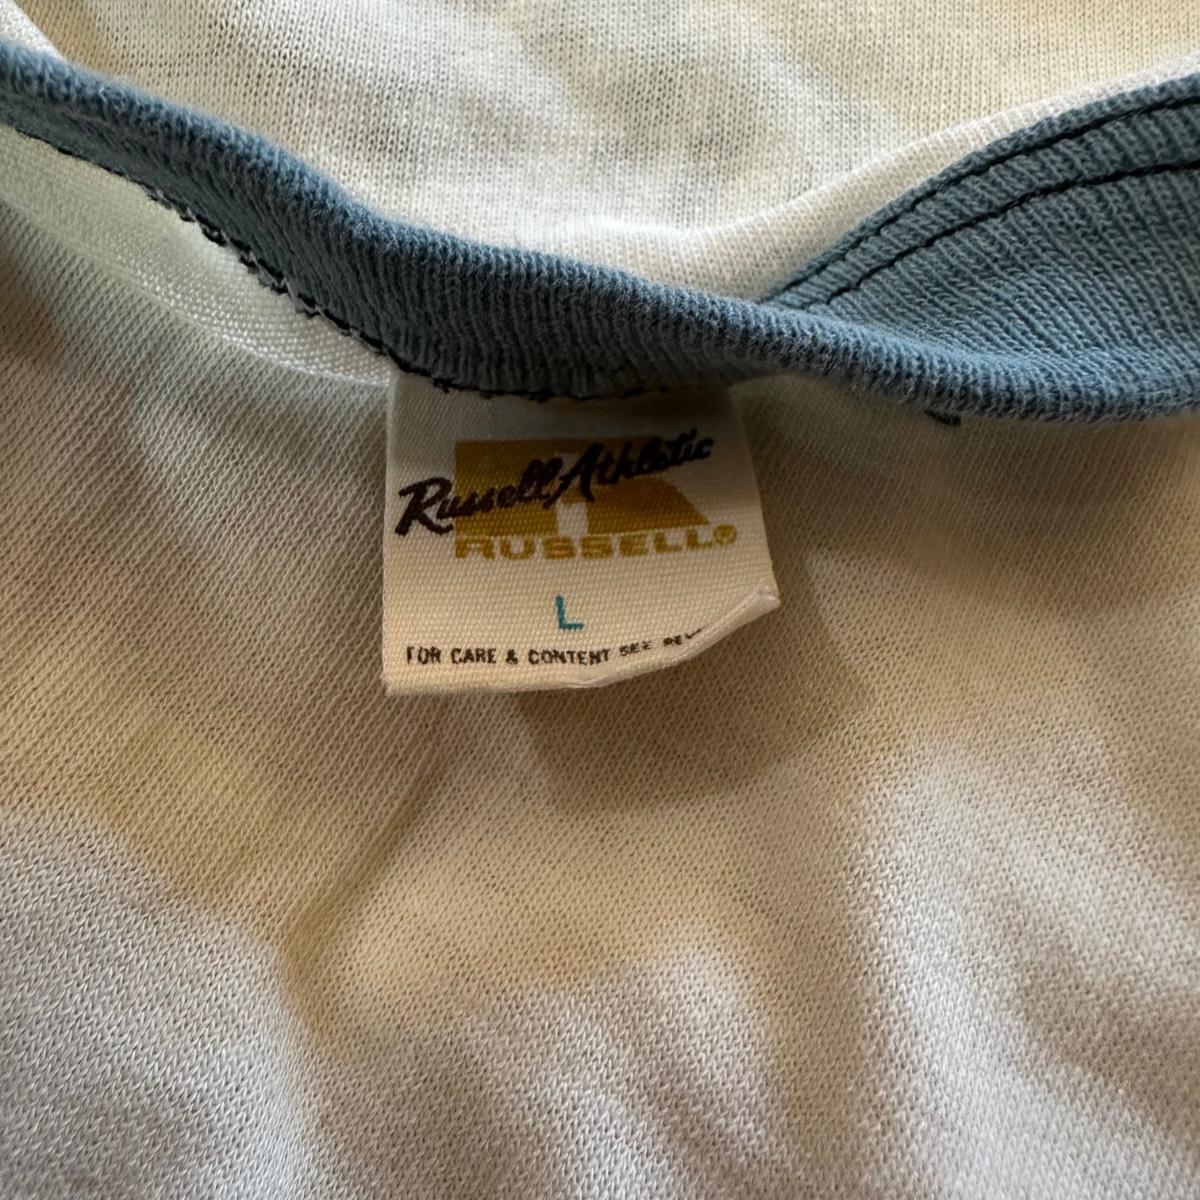 Russell Athletic
RUSSELL®
L
FOR CARE & CONTENT SEE